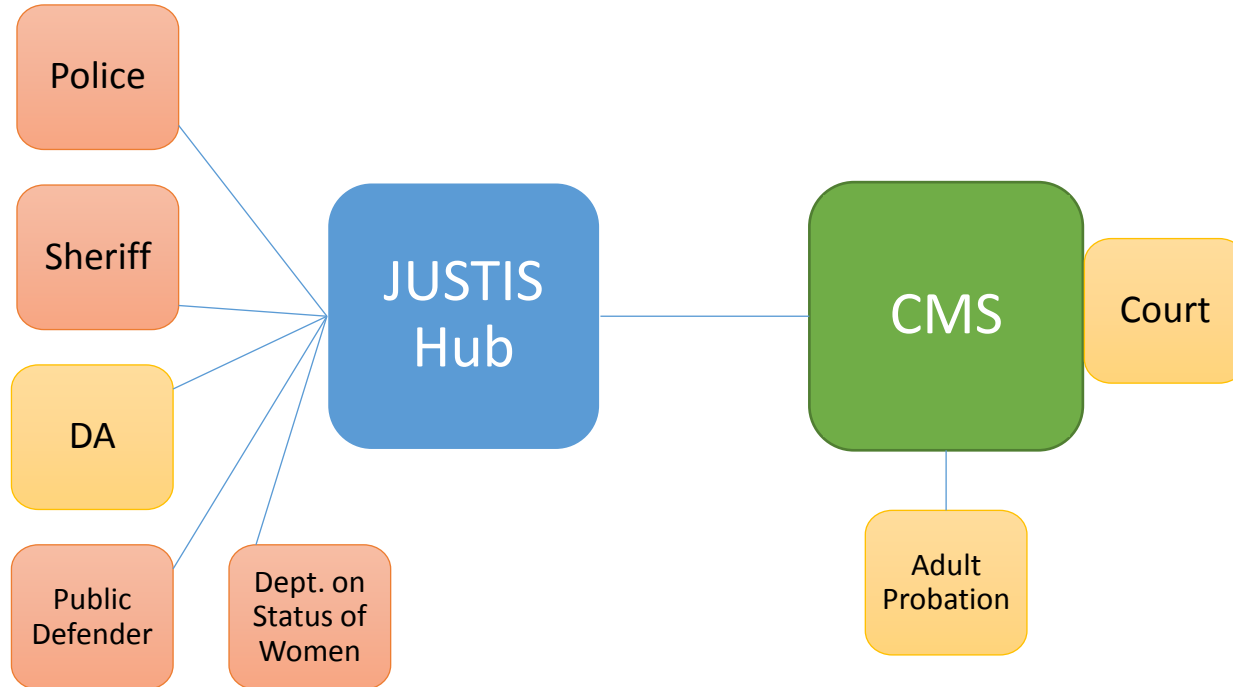 Police
Sheriff
DA
Public
Defender
Dept. on
Status of
Women
JUSTIS
Hub
CMS
Court
Adult
Probation